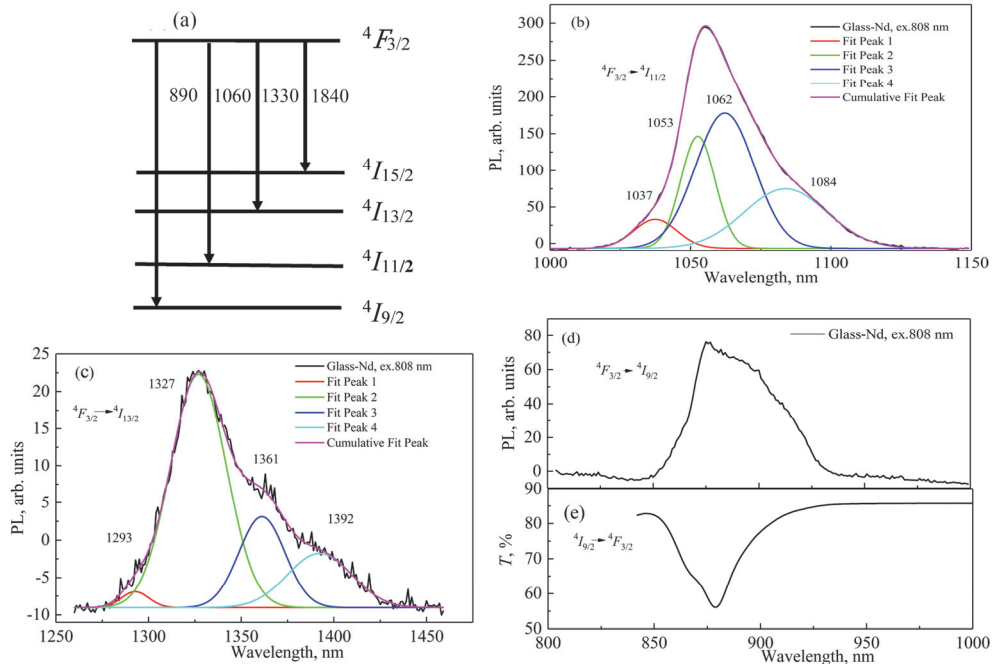 (a)
⁴F₃/₂
890 1060 1330 1840
⁴I₁₅/₂
⁴I₁₃/₂
⁴I₁₁/₂
⁴I₉/₂
(b)
Glass-Nd, ex.808 nm
Fit Peak 1
Fit Peak 2
Fit Peak 3
Fit Peak 4
Cumulative Fit Peak
⁴F₃/₂→⁴I₁₁/₂
1037
1053
1062
1084
PL, arb. units
300
250
200
150
100
50
0
1000 1050 1100 1150
Wavelength, nm
(c)
Glass-Nd, ex.808 nm
Fit Peak 1
Fit Peak 2
Fit Peak 3
Fit Peak 4
Cumulative Fit Peak
⁴F₃/₂→⁴I₁₃/₂
1293
1327
1361
1392
PL, arb. units
25
20
15
10
5
0
-5
-10
1250 1300 1350 1400 1450
Wavelength, nm
(d)
Glass-Nd, ex.808 nm
⁴F₃/₂→⁴I₉/₂
PL, arb. units
80
60
40
20
0
(e)
⁴I₉/₂→⁴F₃/₂
T, %
90
80
70
60
50
800 850 900 950 1000
Wavelength, nm